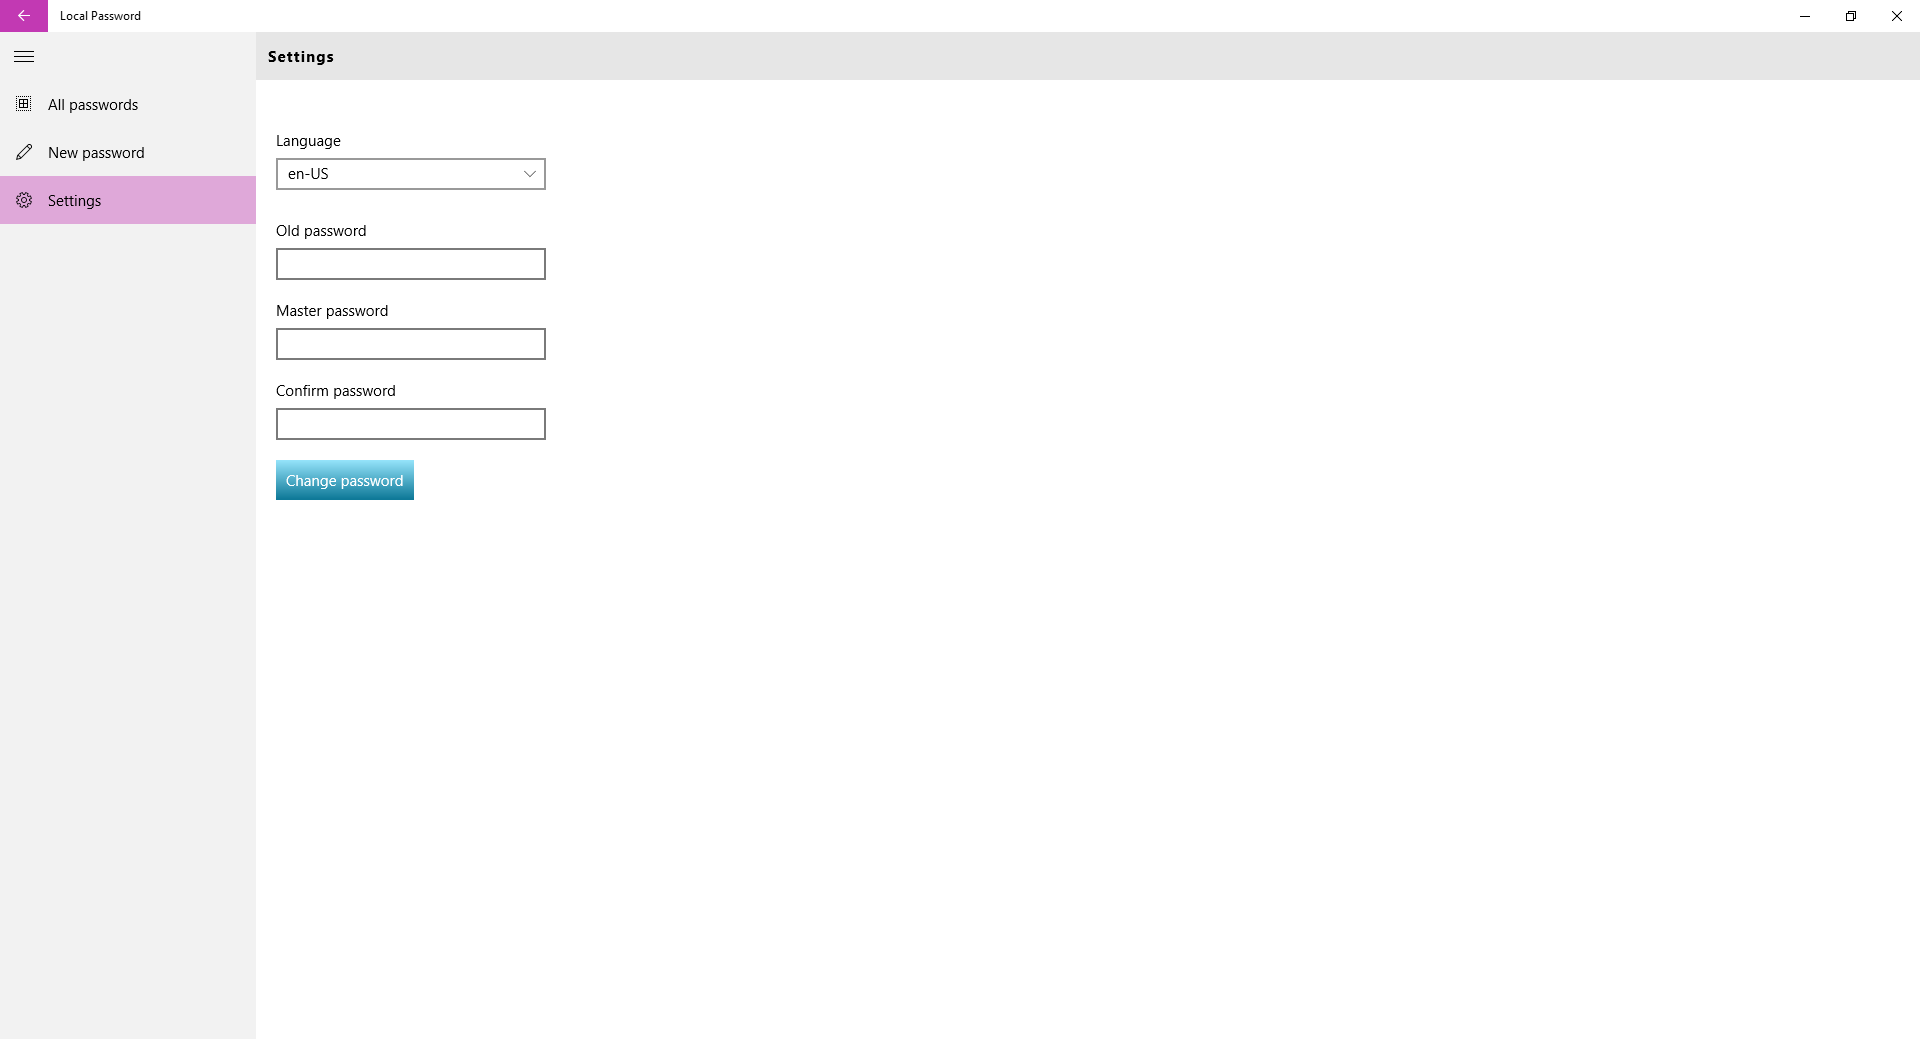 Local Password
Settings
All passwords
New password
Settings
Language
en-US
Old password
Master password
Confirm password
Change password